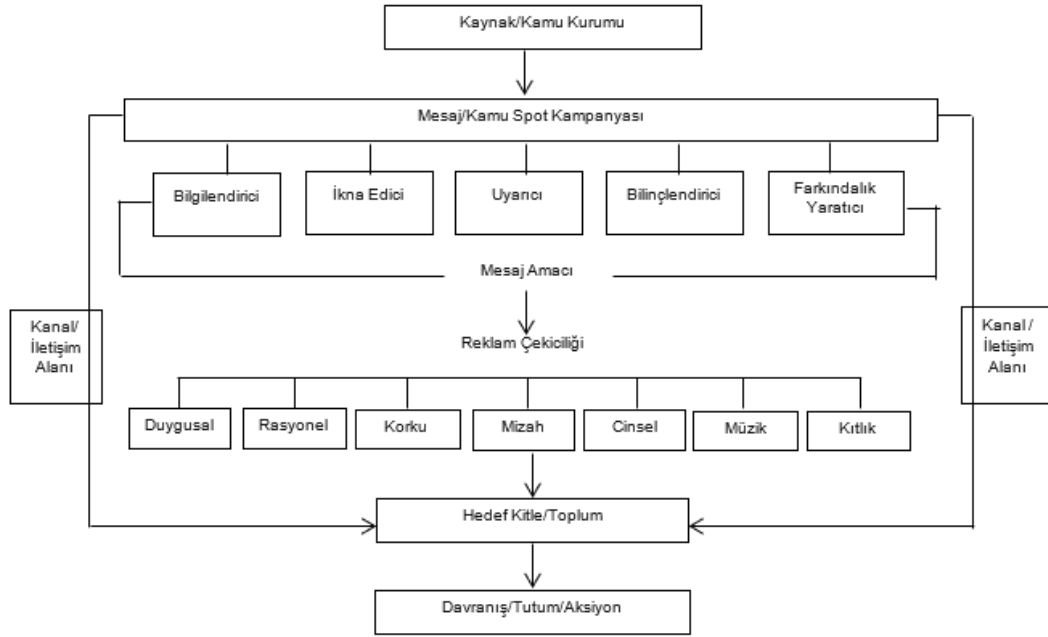 Kaynak/Kamu Kurumu
Mesaj/Kamu Spot Kampanyası
Bilgilendirici
İkna Edici
Uyarıcı
Bilinçlendirici
Farkındalık
Yaratıcı
Mesaj Amacı
Kanal/
İletişim
Alanı
Kanal /
İletişim
Alanı
Reklam Çekiciliği
Duygusal
Rasyonel
Korku
Mizah
Cinsel
Müzik
Kıtlık
Hedef Kitle/Toplum
Davranış/Tutum/Aksiyon